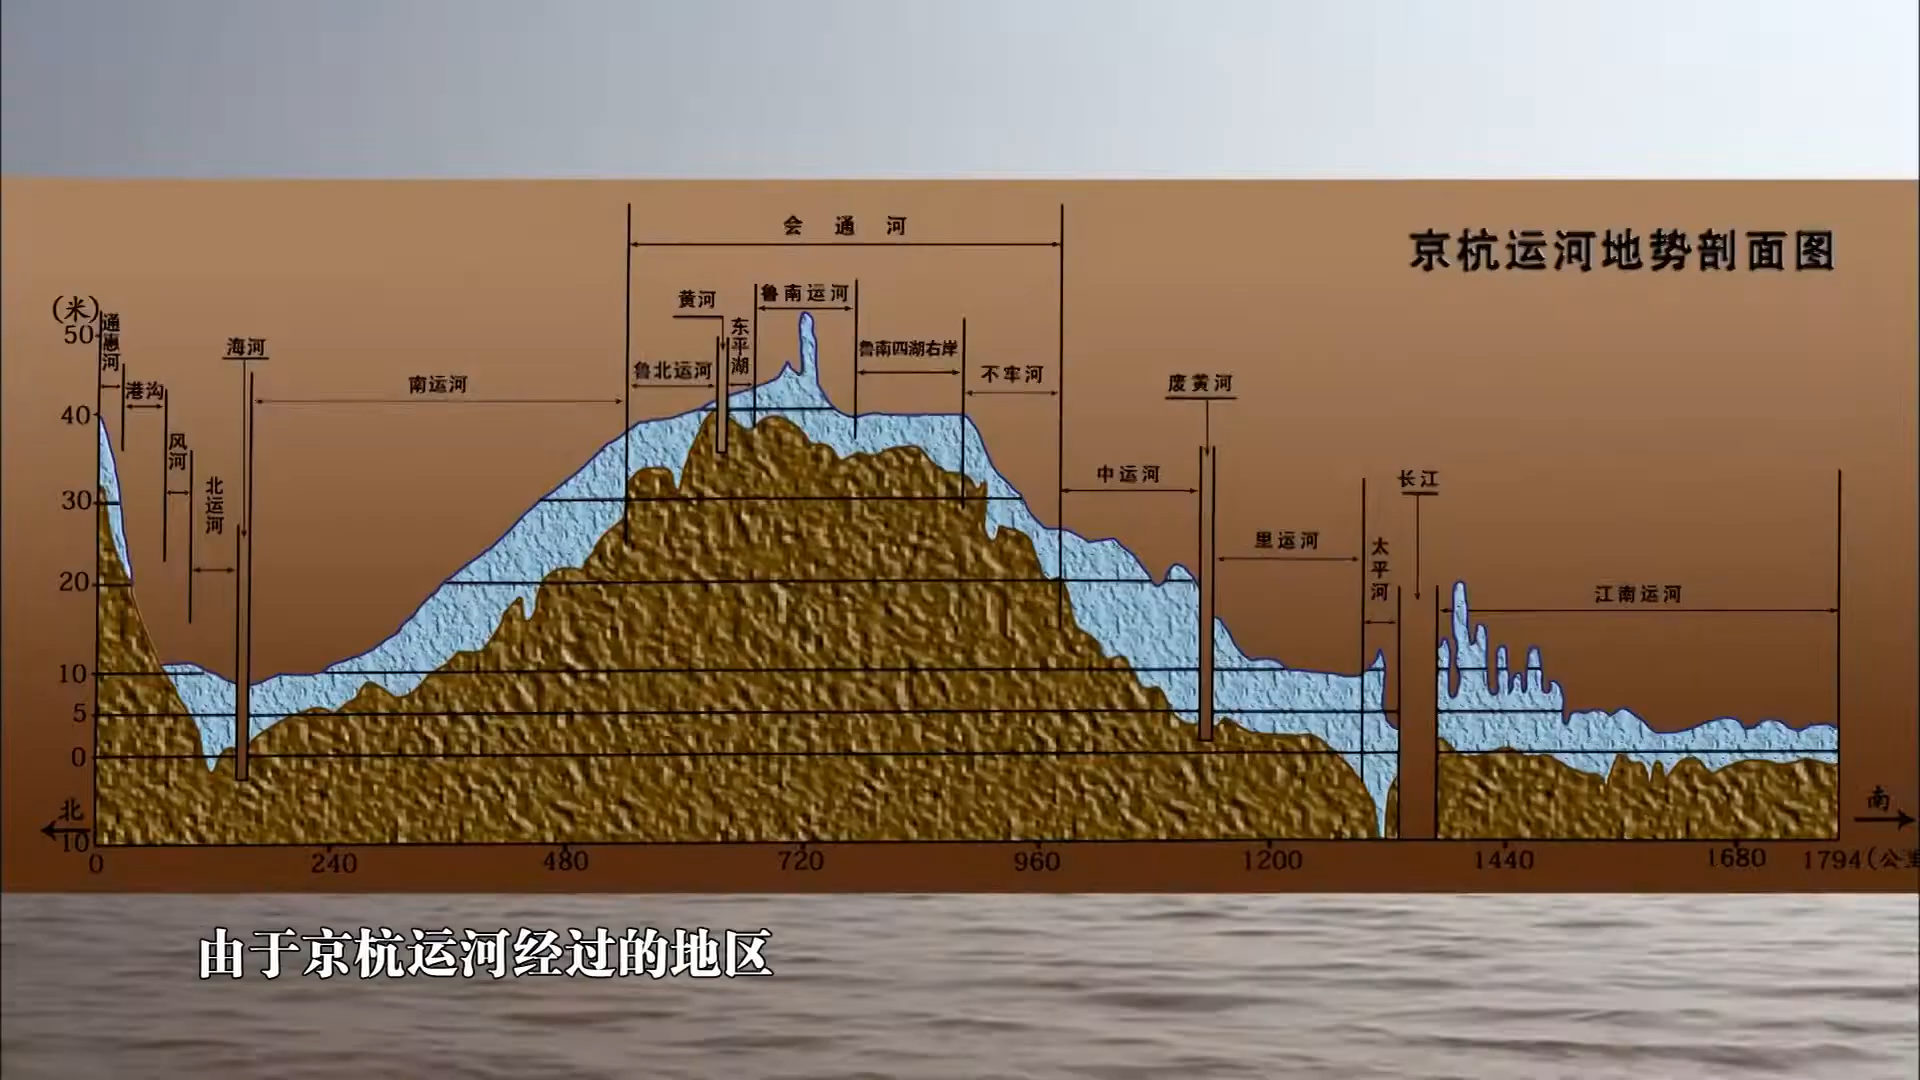 京杭运河地势剖面图
会通河
黄河
鲁南运河
(米)
50
通惠河
东平湖
海河
鲁南四湖右岸
鲁北运河
不牢河
港沟
南运河
废黄河
40
风河
中运河
长江
北运河
30
里运河
太平河
20
江南运河
10
5
0
北
南
10
0 240 480 720 960 1200 1440 1680 1794(公里
由于京杭运河经过的地区